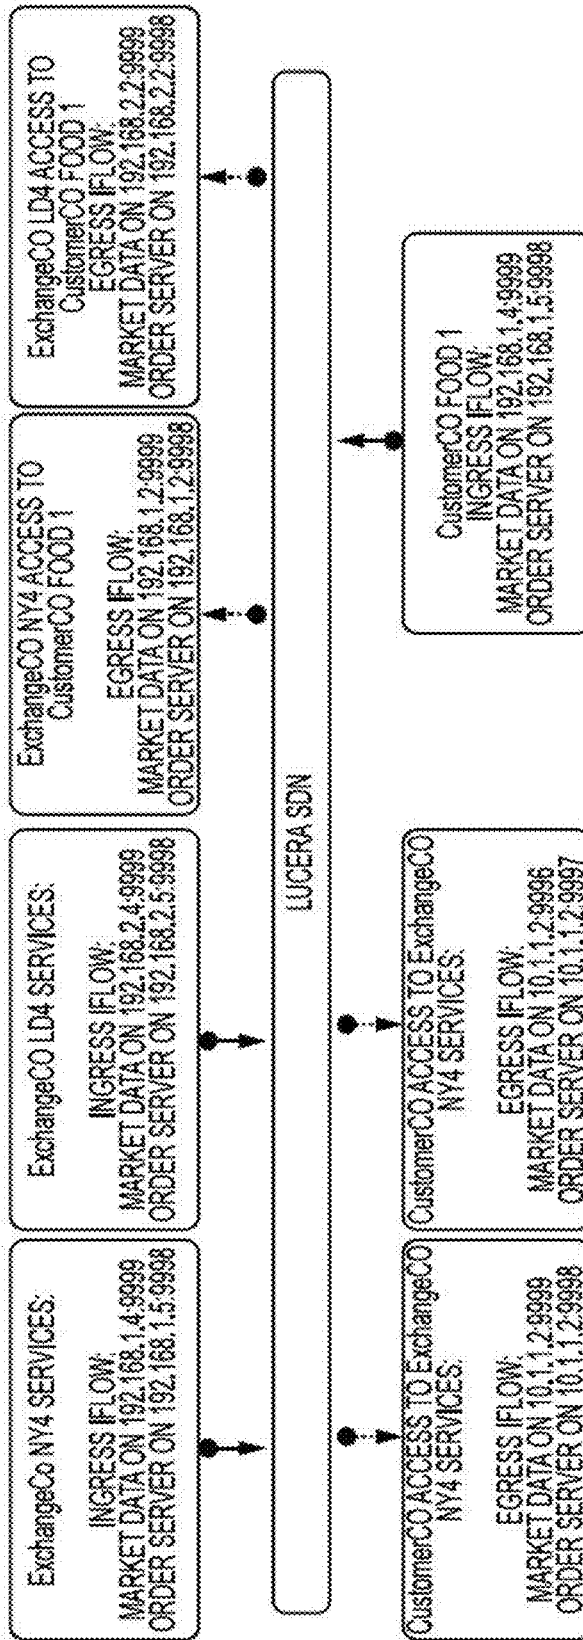 ExchangeCo NY4 SERVICES:
INGRESS IFLOW:
MARKET DATA ON 192.168.1.4:9999
ORDER SERVER ON 192.168.1.5:9998
ExchangeCO LD4 SERVICES:
INGRESS IFLOW:
MARKET DATA ON 192.168.2.4:9999
ORDER SERVER ON 192.168.2.5:9998
ExchangeCO NY4 ACCESS TO
CustomerCO FOOD 1
EGRESS IFLOW:
MARKET DATA ON 192.168.1.2:9999
ORDER SERVER ON 192.168.1.2:9998
ExchangeCO LD4 ACCESS TO
CustomerCO FOOD 1
EGRESS IFLOW:
MARKET DATA ON 192.168.2.2:9999
ORDER SERVER ON 192.168.2.2:9998
LUCERA SDN
CustomerCO ACCESS TO ExchangeCO
NY4 SERVICES:
EGRESS IFLOW:
MARKET DATA ON 10.1.1.2:9999
ORDER SERVER ON 10.1.1.2:9998
CustomerCO ACCESS TO ExchangeCO
NY4 SERVICES:
EGRESS IFLOW:
MARKET DATA ON 10.1.1.2:9996
ORDER SERVER ON 10.1.1.2:9997
CustomerCO FOOD 1
INGRESS IFLOW:
MARKET DATA ON 192.168.1.4:9999
ORDER SERVER ON 192.168.1.5:9998